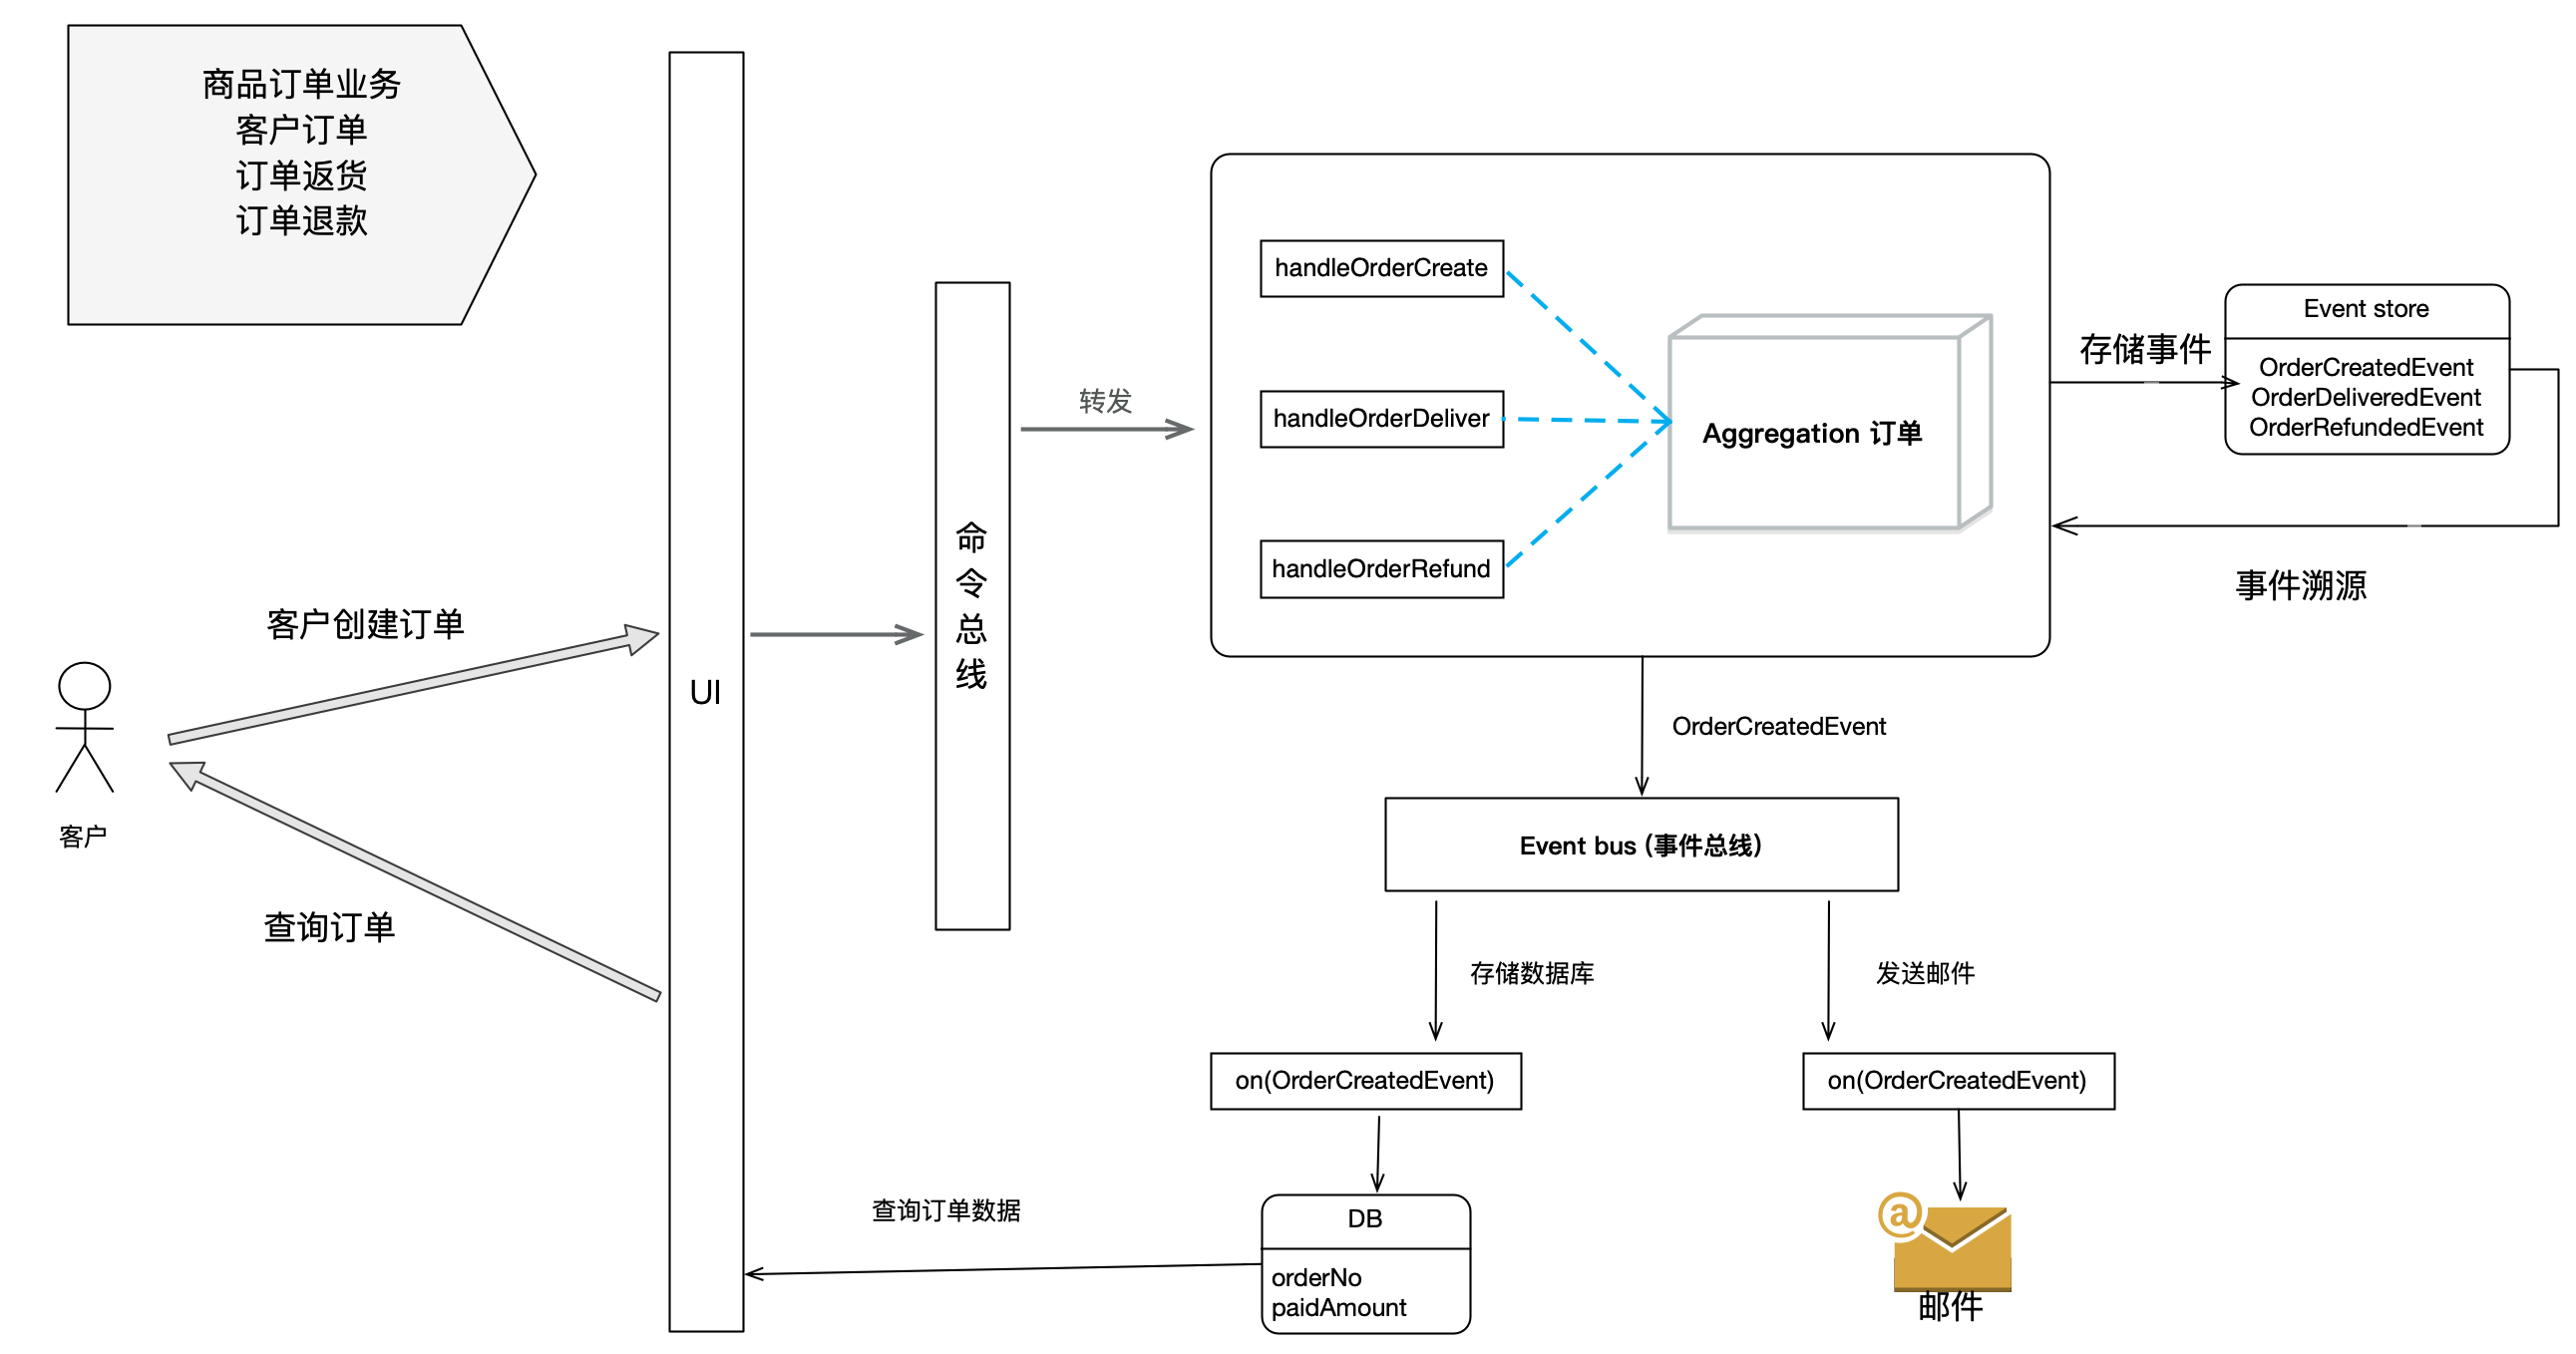 商品订单业务
客户订单
订单返货
订单退款
handleOrderCreate
Event store
存储事件
OrderCreatedEvent
转发
OrderDeliveredEvent
handleOrderDeliver
Aggregation 订单
OrderRefundedEvent
命
令
总
线
handleOrderRefund
事件溯源
客户创建订单
UI
OrderCreatedEvent
客户
Event bus (事件总线)
查询订单
存储数据库
发送邮件
on(OrderCreatedEvent)
on(OrderCreatedEvent)
查询订单数据
DB
orderNo
paidAmount
@
邮件